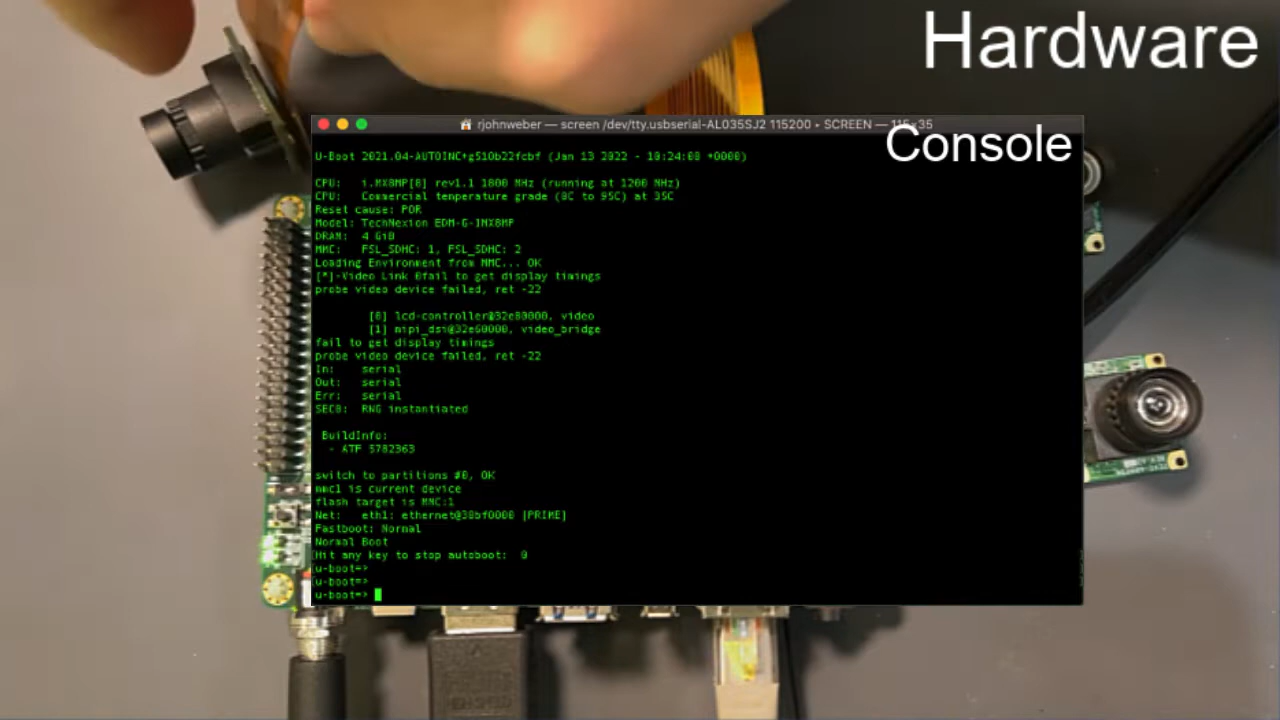 Hardware
rjohnweber — screen /dev/tty.usbserial-AL035SJ2 115200 ▸ SCREEN — 115×35
Console
U-Boot 2021.04-AUTOINC+g510b22fcbf (Jan 13 2022 - 10:24:08 +0000)
CPU:   i.MX8MP[8] rev1.1 1800 MHz (running at 1200 MHz)
CPU:   Commercial temperature grade (0C to 95C) at 35C
Reset cause: POR
Model: TechNexion EDM-G-IMX8MP
DRAM:  4 GiB
MMC:   FSL_SDHC: 1, FSL_SDHC: 2
Loading Environment from MMC... OK
[*]-Video Link 0fail to get display timings
probe video device failed, ret -22
[0] lcd-controller@32e80000, video
[1] mipi_dsi@32e60000, video_bridge
fail to get display timings
probe video device failed, ret -22
In:    serial
Out:   serial
Err:   serial
SEC0:  RNG instantiated
BuildInfo:
- ATF 5782363
switch to partitions #0, OK
mmc1 is current device
flash target is MMC:1
Net:   eth1: ethernet@30bf0000 [PRIME]
Fastboot: Normal
Normal Boot
Hit any key to stop autoboot:  0
u-boot=>
u-boot=>
u-boot=>